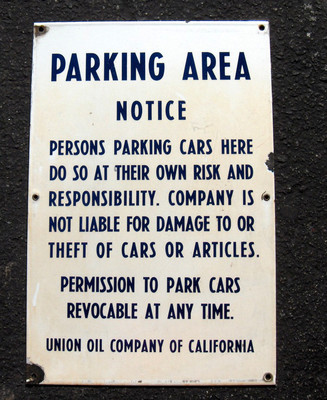 PARKING AREA
NOTICE
PERSONS PARKING CARS HERE
DO SO AT THEIR OWN RISK AND
RESPONSIBILITY. COMPANY IS
NOT LIABLE FOR DAMAGE TO OR
THEFT OF CARS OR ARTICLES.
PERMISSION TO PARK CARS
REVOCABLE AT ANY TIME.
UNION OIL COMPANY OF CALIFORNIA